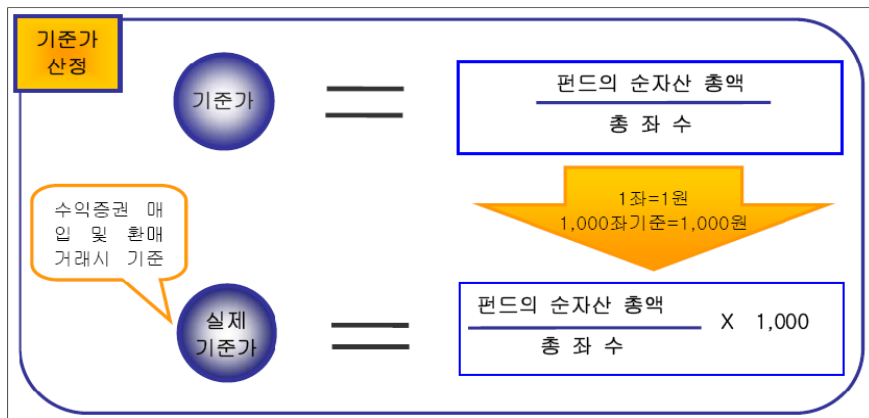 기준가
산정
기준가
펀드의 순자산 총액
총 좌 수
1좌=1원
1,000좌기준=1,000원
수익증권 매
입 및 환매
거래시 기준
실제
기준가
펀드의 순자산 총액
총 좌 수
X 1,000